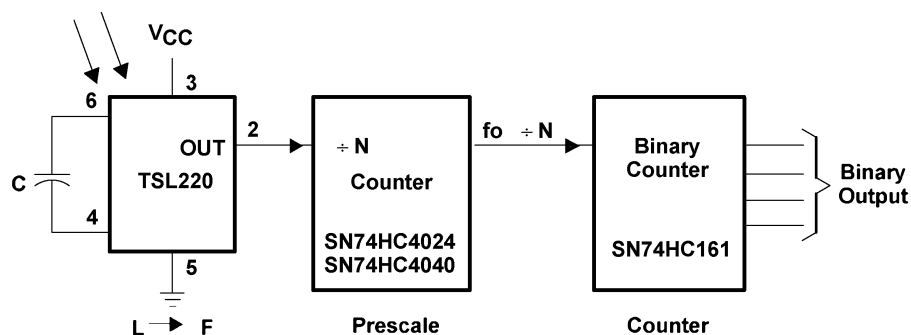 VCC
3
6
2
OUT
TSL220
C
4
5
L → F
÷ N
Counter
SN74HC4024
SN74HC4040
Prescale
fo ÷ N
Binary
Counter
SN74HC161
Counter
Binary
Output